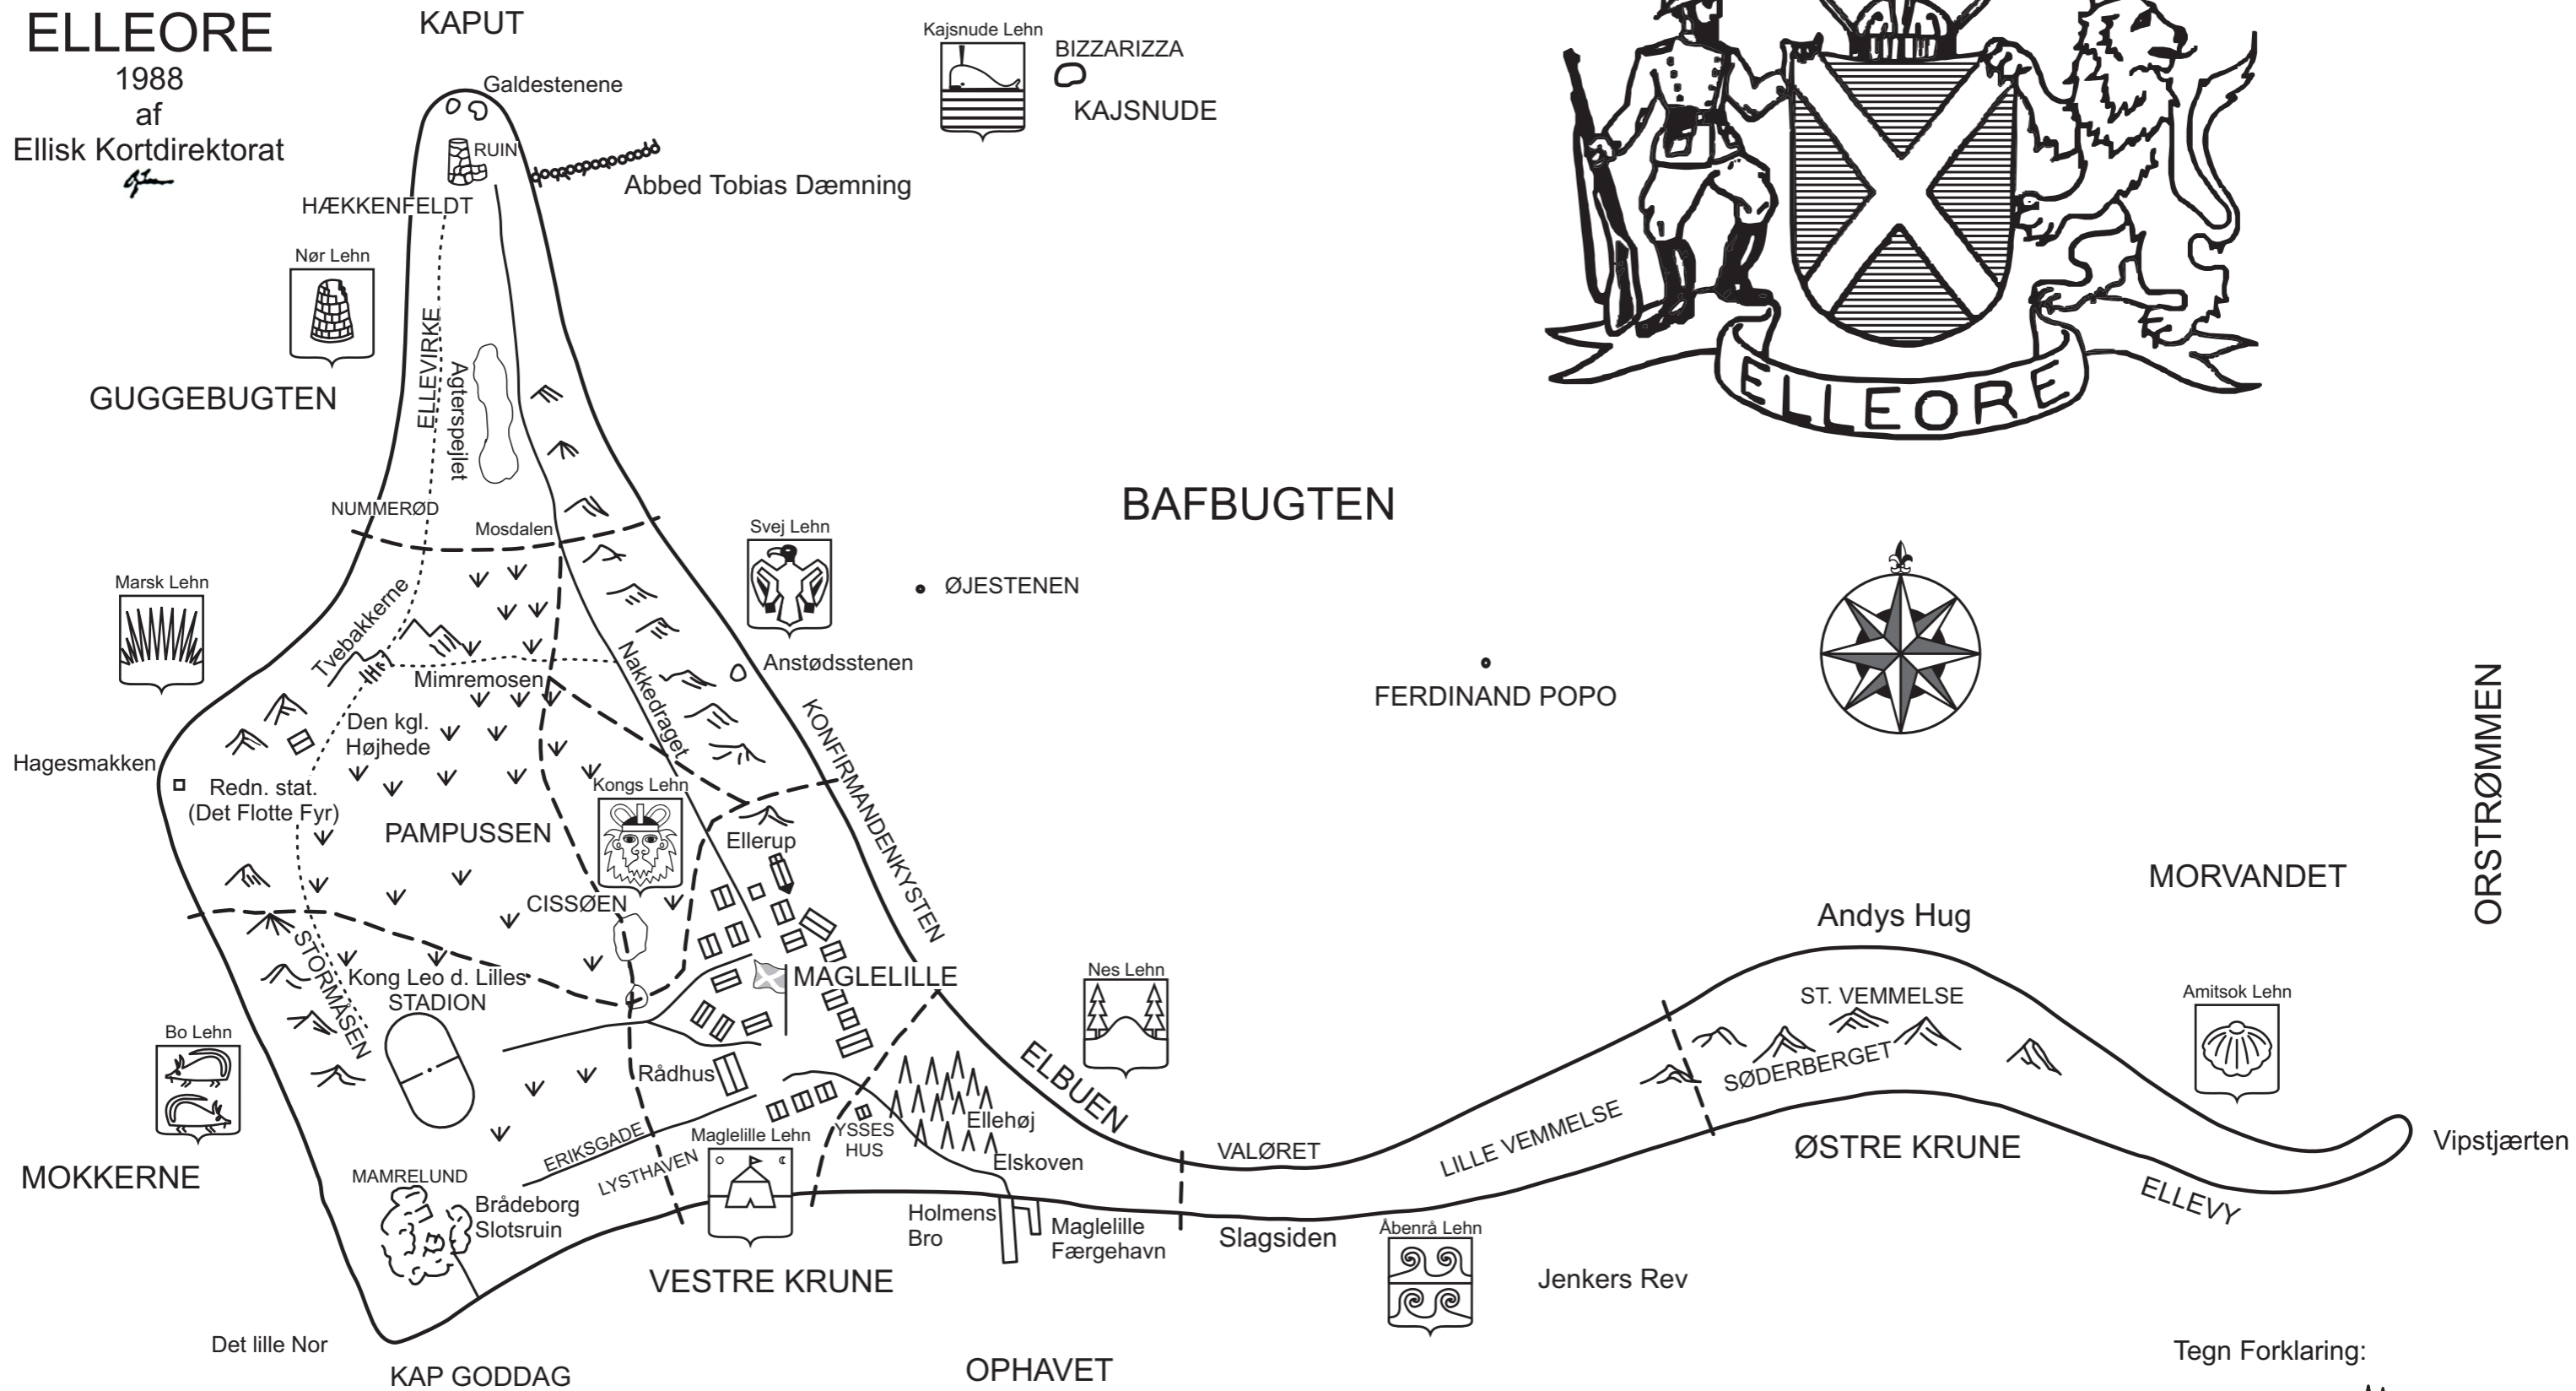 ELLEORE
1988
af
Ellisk Kortdirektorat
KAPUT
Galdestenene
RUIN
Abbed Tobias Dæmning
HÆKKENFELDT
Kajsnude Lehn
BIZZARIZZA
KAJSNUDE
ELLEORE
Nør Lehn
ELLEVIRKE
Agterspejlet
GUGGEBUGTEN
NUMMERØD
Mosdalen
BAFBUGTEN
Svej Lehn
ØJESTENEN
Marsk Lehn
Tvebakkerne
Mimremosen
Nakkedraget
Anstødsstenen
FERDINAND POPO
ORSTRØMMEN
KONFIRMANDENKYSTEN
Den kgl.
Højhede
Hagesmakken
Redn. stat.
(Det Flotte Fyr)
Kongs Lehn
PAMPUSSEN
Ellerup
CISSØEN
MORVANDET
Andys Hug
STORMÅSEN
Kong Leo d. Lilles
STADION
MAGLELILLE
Nes Lehn
ST. VEMMELSE
Amitsok Lehn
Bo Lehn
Rådhus
ELBUEN
SØDERBERGET
Ellehøj
ERIKSGADE
Maglelille Lehn
YSSES
HUS
Elskoven
VALØRET
LILLE VEMMELSE
ØSTRE KRUNE
Vipstjærten
MOKKERNE
MAMRELUND
LYSTHAVEN
Brådeborg
Slotsruin
Holmens
Bro
Maglelille
Færgehavn
Slagsiden
Åbenrå Lehn
ELLEVY
VESTRE KRUNE
Jenkers Rev
Det lille Nor
KAP GODDAG
OPHAVET
Tegn Forklaring: